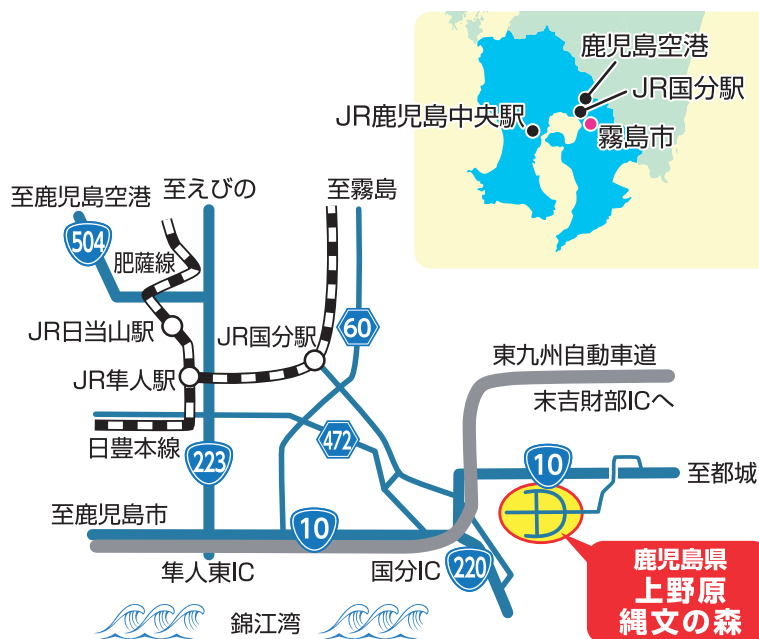 鹿児島空港
JR国分駅
JR鹿児島中央駅
霧島市
至鹿児島空港
至えびの
至霧島
504
肥薩線
JR日当山駅
JR国分駅
60
JR隼人駅
東九州自動車道
末吉財部ICへ
日豊本線
223
472
10
至都城
至鹿児島市
10
隼人東IC
国分IC
220
鹿児島県
上野原
縄文の森
錦江湾